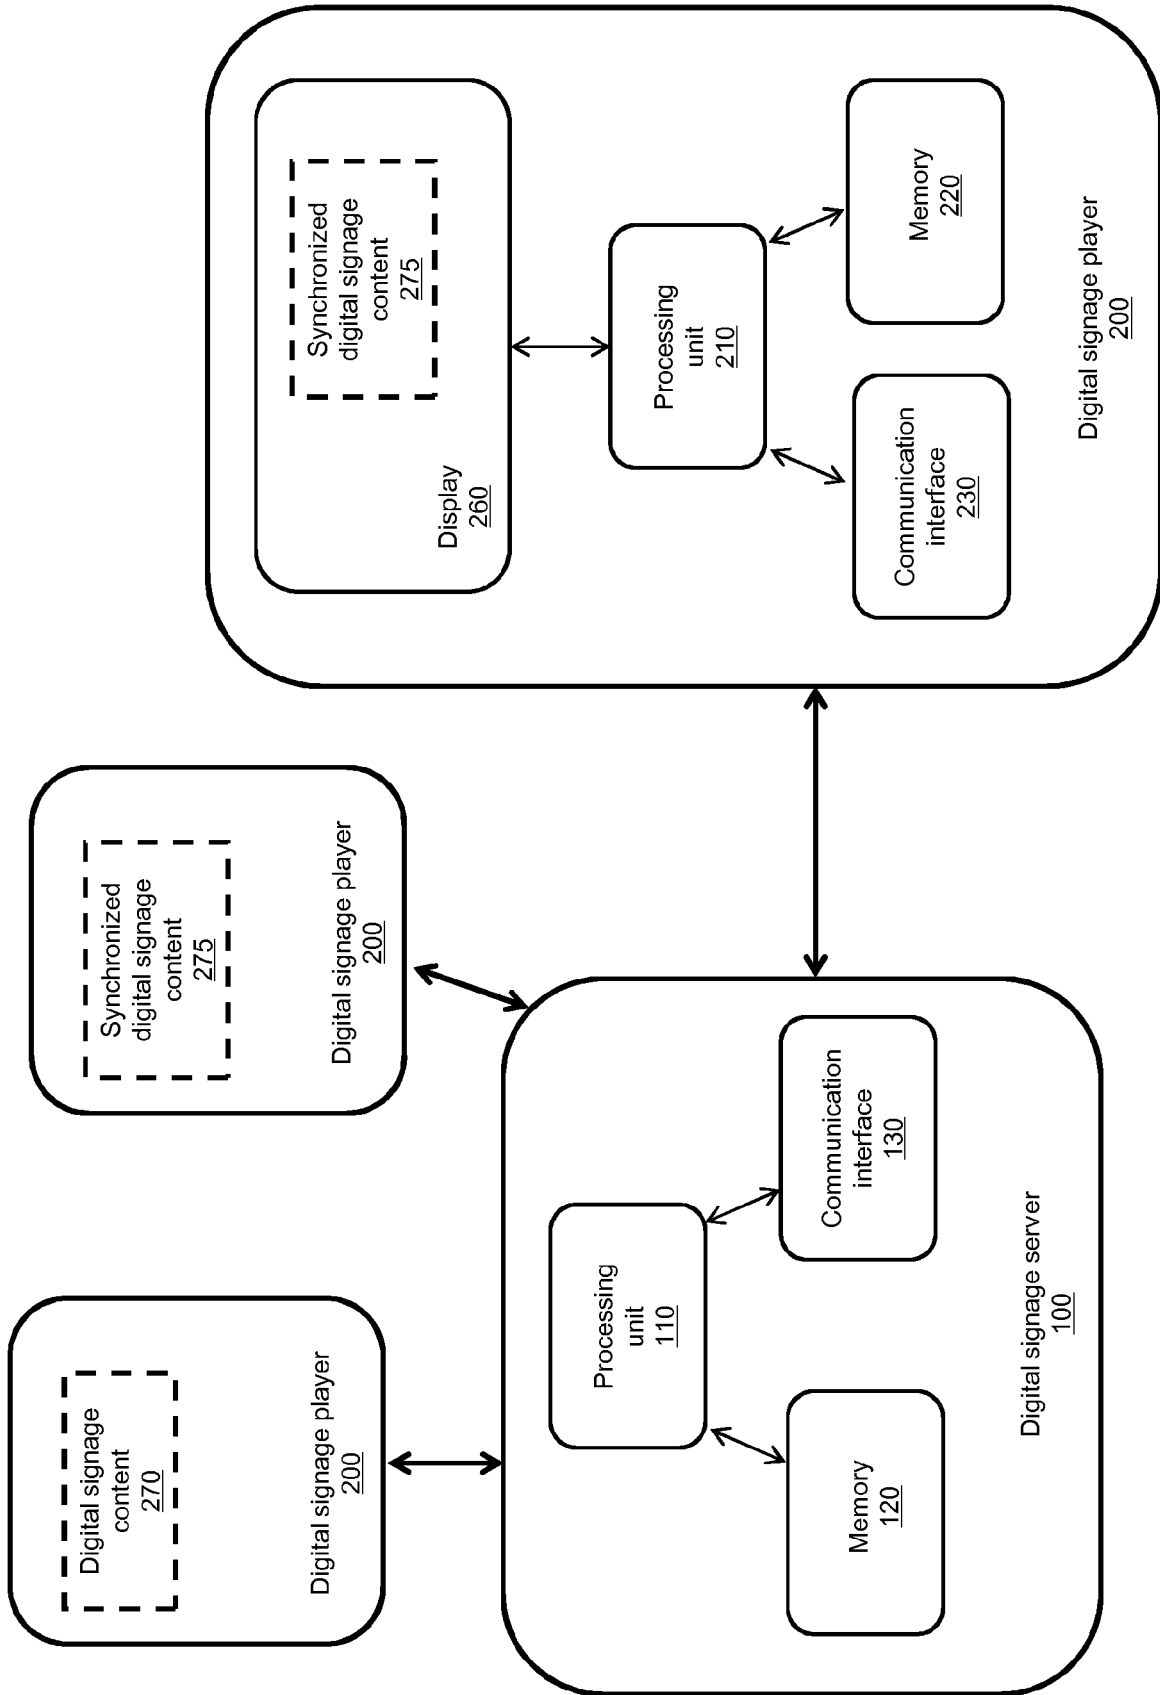 Digital signage
content
270
Digital signage player
200
Synchronized
digital signage
content
275
Digital signage player
200
Processing
unit
110
Memory
120
Communication
interface
130
Digital signage server
100
Synchronized
digital signage
content
275
Display
260
Processing
unit
210
Communication
interface
230
Memory
220
Digital signage player
200